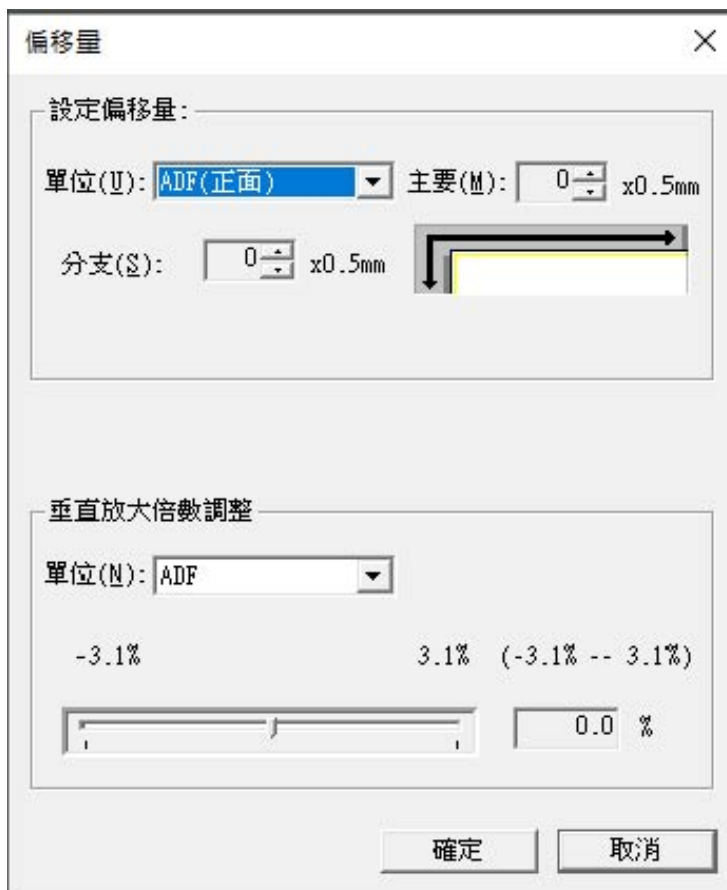 偏移量
設定偏移量:
單位(U): ADF(正面) 主要(M): 0 x0.5mm
分支(S): 0 x0.5mm
垂直放大倍數調整
單位(N): ADF
-3.1% 3.1% (-3.1% -- 3.1%)
0.0 %
確定 取消